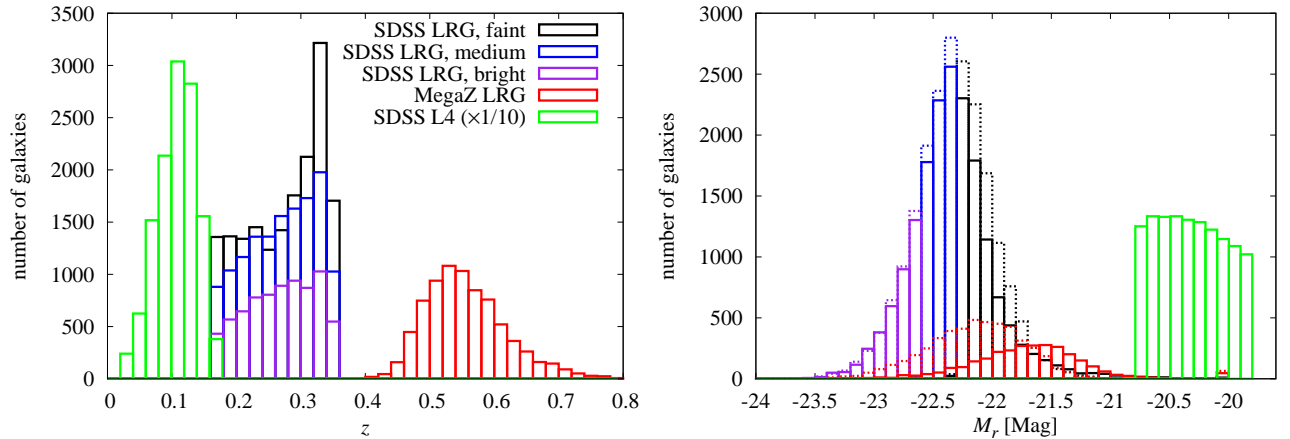 number of galaxies
3500
3000
2500
2000
1500
1000
500
0
0 0.1 0.2 0.3 0.4 0.5 0.6 0.7 0.8
z
SDSS LRG, faint
SDSS LRG, medium
SDSS LRG, bright
MegaZ LRG
SDSS L4 (×1/10)
number of galaxies
3000
2500
2000
1500
1000
500
0
-24 -23.5 -23 -22.5 -22 -21.5 -21 -20.5 -20
Mr [Mag]